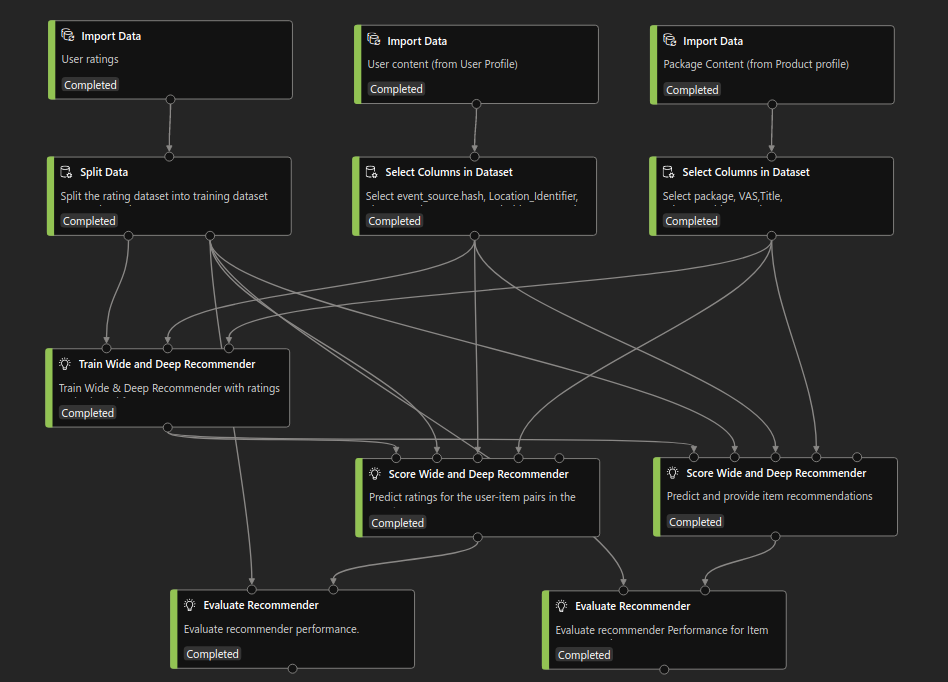 Import Data
User ratings
Completed
Import Data
User content (from User Profile)
Completed
Import Data
Package Content (from Product profile)
Completed
Split Data
Split the rating dataset into training dataset
Completed
Select Columns in Dataset
Select event_source.hash, Location_Identifier,
Completed
Select Columns in Dataset
Select package, VAS,Title,
Completed
Train Wide and Deep Recommender
Train Wide & Deep Recommender with ratings
Completed
Score Wide and Deep Recommender
Predict ratings for the user-item pairs in the
Completed
Score Wide and Deep Recommender
Predict and provide item recommendations
Completed
Evaluate Recommender
Evaluate recommender performance.
Completed
Evaluate Recommender
Evaluate recommender Performance for Item
Completed